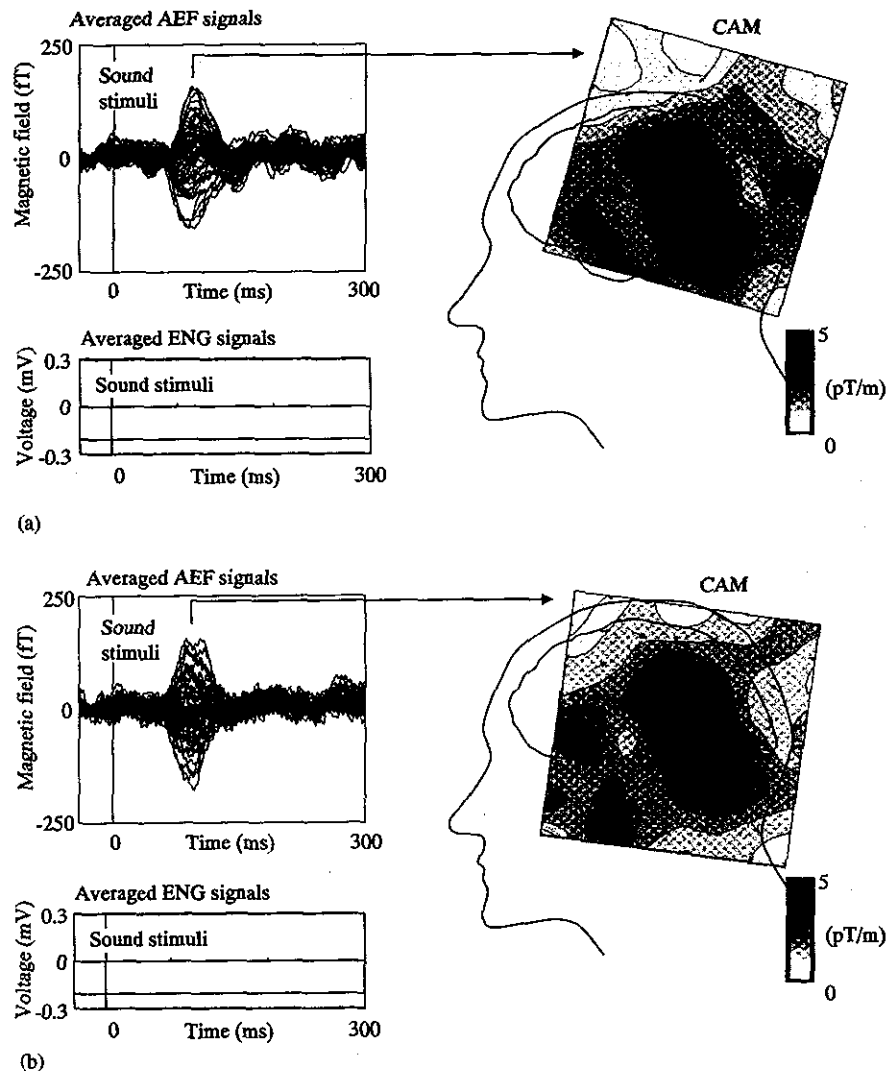 Averaged AEF signals
CAM
250
Sound
stimuli
Magnetic field (fT)
0
-250
0
Time (ms)
300
Averaged ENG signals
0.3
Sound stimuli
Voltage (mV)
0
-0.3
0
Time (ms)
300
5
(pT/m)
0
(a)
Averaged AEF signals
CAM
250
Sound
stimuli
Magnetic field (fT)
0
-250
0
Time (ms)
300
Averaged ENG signals
0.3
Sound stimuli
Voltage (mV)
0
-0.3
0
Time (ms)
300
5
(pT/m)
0
(b)